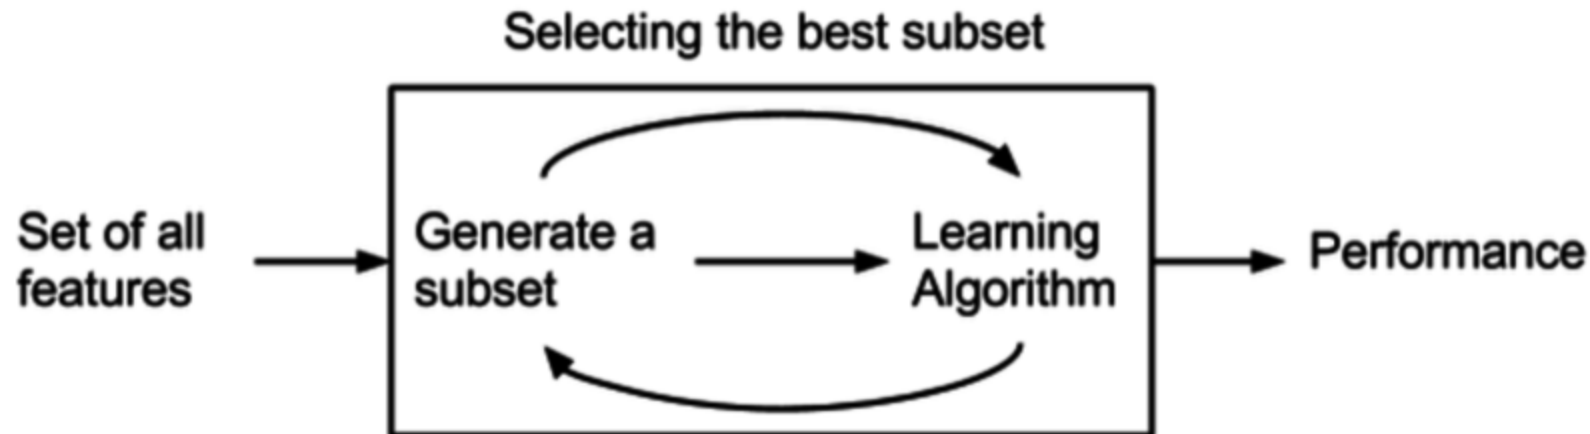 Selecting the best subset
Set of all
features
Generate a
subset
Learning
Algorithm
Performance